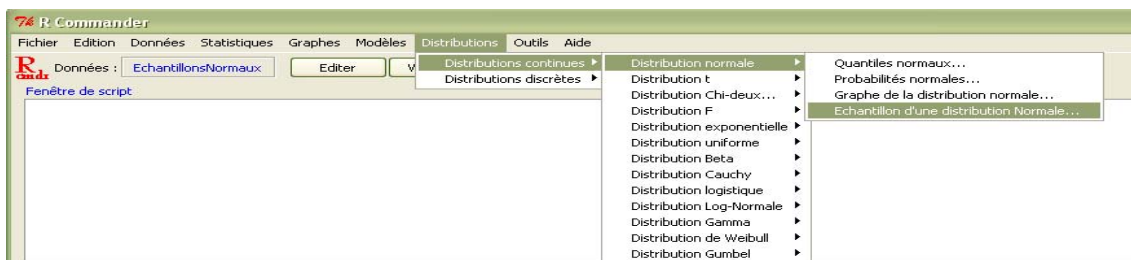 R Commander
Fichier Edition Données Statistiques Graphes Modèles Distributions Outils Aide
Rcmdr Données : EchantillonsNormaux Editer V
Fenêtre de script
Distributions continues
Distributions discrètes
Distribution normale
Distribution t
Distribution Chi-deux...
Distribution F
Distribution exponentielle
Distribution uniforme
Distribution Beta
Distribution Cauchy
Distribution logistique
Distribution Log-Normale
Distribution Gamma
Distribution de Weibull
Distribution Gumbel
Quantiles normaux...
Probabilités normales...
Graphe de la distribution normale...
Echantillon d'une distribution Normale...